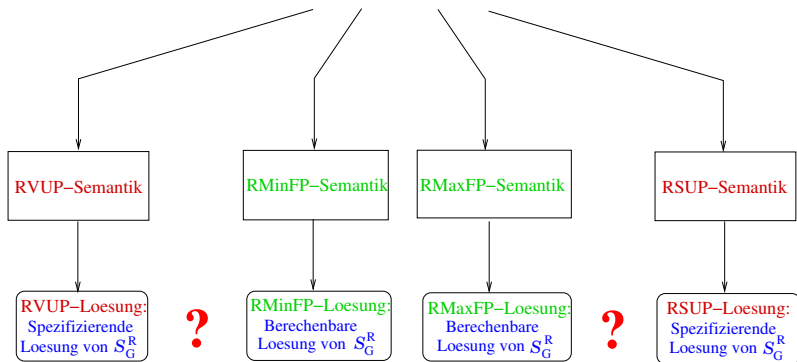 RVUP−Semantik
RMinFP−Semantik
RMaxFP−Semantik
RSUP−Semantik
RVUP−Loesung:
Spezifizierende
Loesung von S_G^R
?
RMinFP−Loesung:
Berechenbare
Loesung von S_G^R
RMaxFP−Loesung:
Berechenbare
Loesung von S_G^R
?
RSUP−Loesung:
Spezifizierende
Loesung von S_G^R